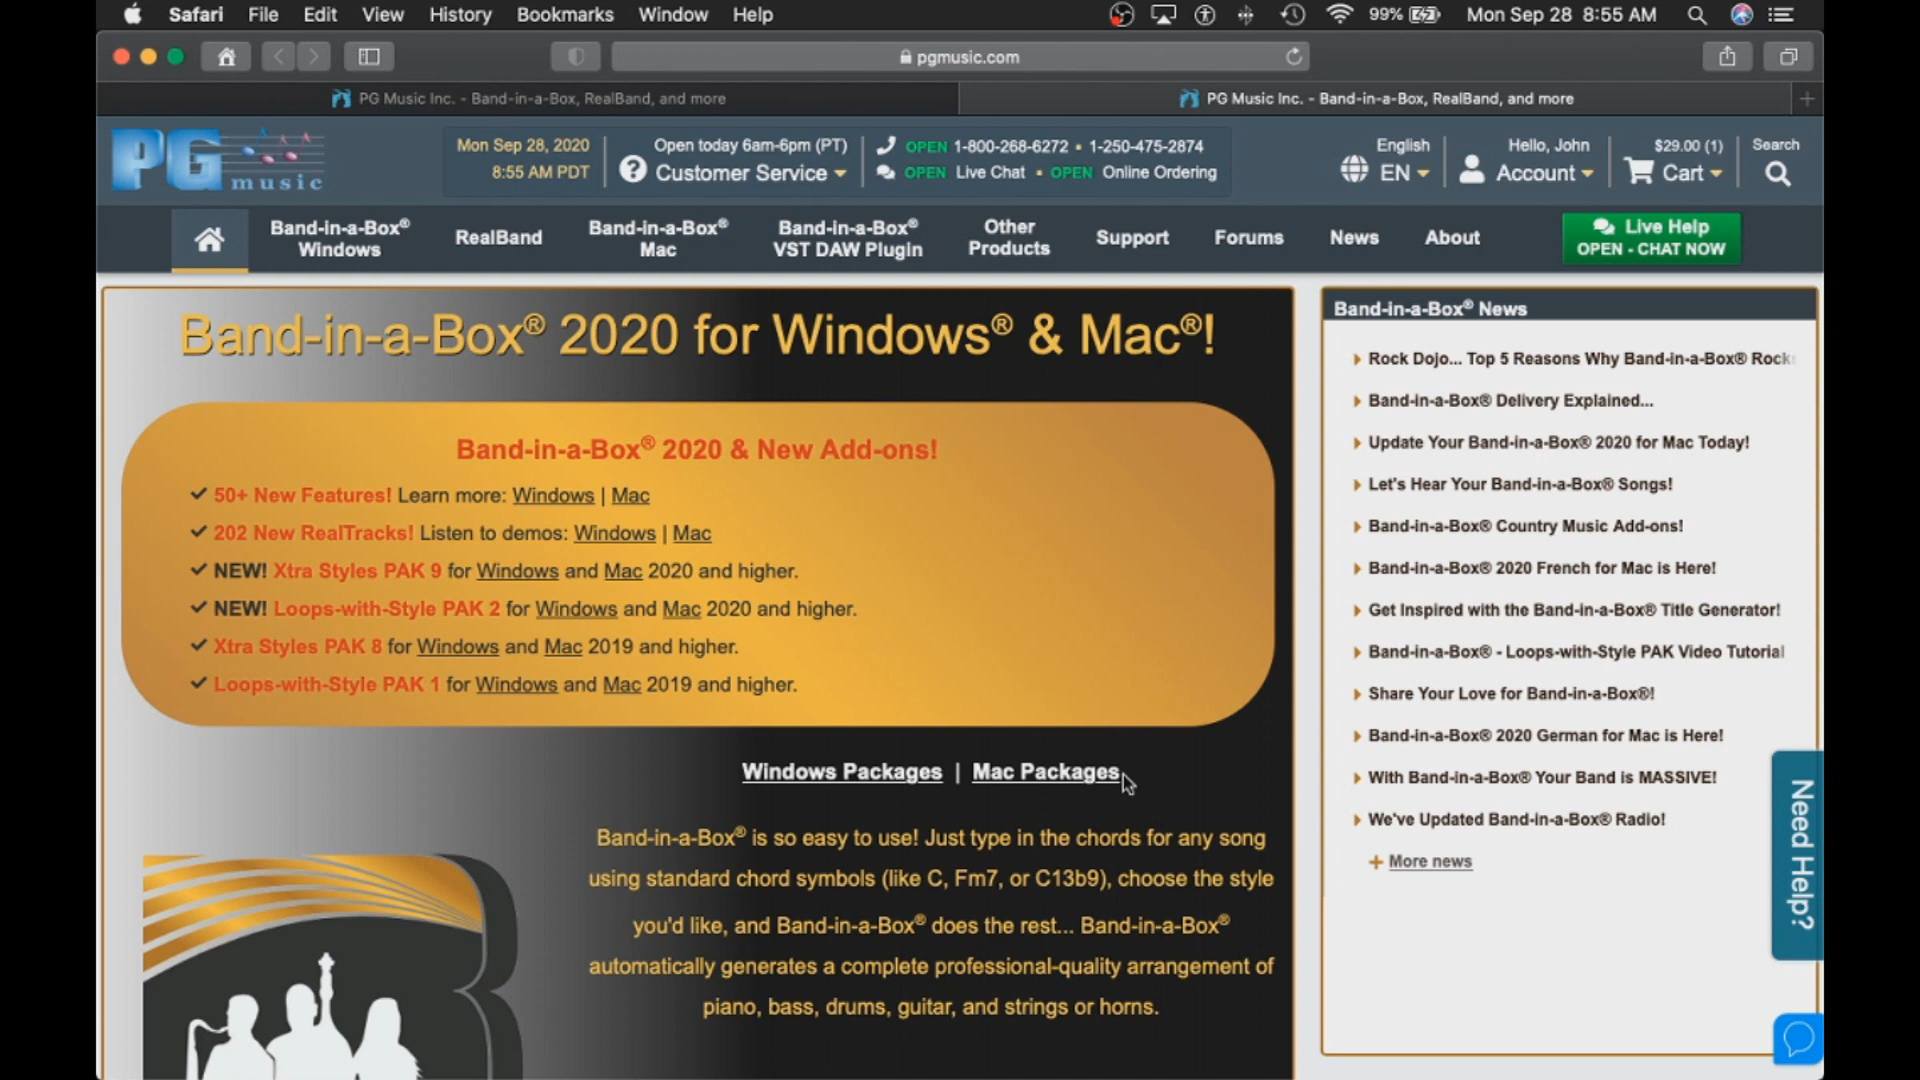 Safari File Edit View History Bookmarks Window Help 99% Mon Sep 28 8:55 AM
pgmusic.com
PG Music Inc. - Band-in-a-Box, RealBand, and more
PG Music Inc. - Band-in-a-Box, RealBand, and more
PG music
Mon Sep 28, 2020
8:55 AM PDT
Open today 6am-6pm (PT)
Customer Service
OPEN 1-800-268-6272 • 1-250-475-2874
OPEN Live Chat • OPEN Online Ordering
English
EN
Hello, John
Account
$29.00 (1)
Cart
Search
Band-in-a-Box®
Windows
RealBand
Band-in-a-Box®
Mac
Band-in-a-Box®
VST DAW Plugin
Other
Products
Support
Forums
News
About
Live Help
OPEN - CHAT NOW
Band-in-a-Box® 2020 for Windows® & Mac®!
Band-in-a-Box® 2020 & New Add-ons!
50+ New Features! Learn more: Windows | Mac
202 New RealTracks! Listen to demos: Windows | Mac
NEW! Xtra Styles PAK 9 for Windows and Mac 2020 and higher.
NEW! Loops-with-Style PAK 2 for Windows and Mac 2020 and higher.
Xtra Styles PAK 8 for Windows and Mac 2019 and higher.
Loops-with-Style PAK 1 for Windows and Mac 2019 and higher.
Windows Packages | Mac Packages
Band-in-a-Box® is so easy to use! Just type in the chords for any song
using standard chord symbols (like C, Fm7, or C13b9), choose the style
you'd like, and Band-in-a-Box® does the rest... Band-in-a-Box®
automatically generates a complete professional-quality arrangement of
piano, bass, drums, guitar, and strings or horns.
Band-in-a-Box® News
Rock Dojo... Top 5 Reasons Why Band-in-a-Box® Rock
Band-in-a-Box® Delivery Explained...
Update Your Band-in-a-Box® 2020 for Mac Today!
Let's Hear Your Band-in-a-Box® Songs!
Band-in-a-Box® Country Music Add-ons!
Band-in-a-Box® 2020 French for Mac is Here!
Get Inspired with the Band-in-a-Box® Title Generator!
Band-in-a-Box® - Loops-with-Style PAK Video Tutorial
Share Your Love for Band-in-a-Box®!
Band-in-a-Box® 2020 German for Mac is Here!
With Band-in-a-Box® Your Band is MASSIVE!
We've Updated Band-in-a-Box® Radio!
+ More news
Need Help?